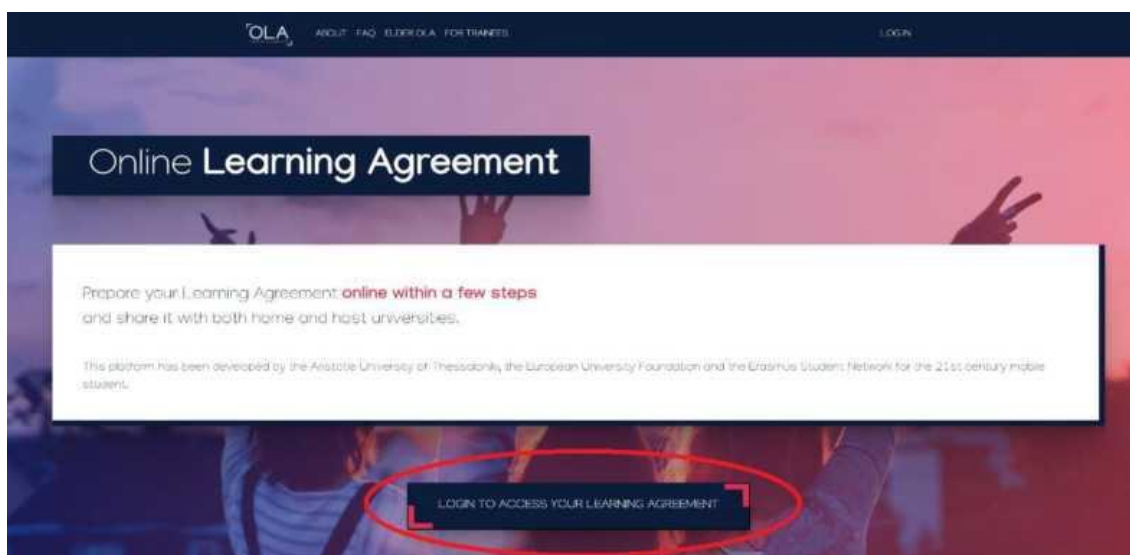 OLA
ABOUT FAQ ELDER OLA FOR TRAINEES
LOGIN
Online Learning Agreement
Prepare your Learning Agreement online within a few steps
and share it with both home and host universities.
This platform has been developed by the Aristotle University of Thessaloniki, the European University Foundation and the Erasmus Student Network for the 21st century mobile
student.
LOGIN TO ACCESS YOUR LEARNING AGREEMENT